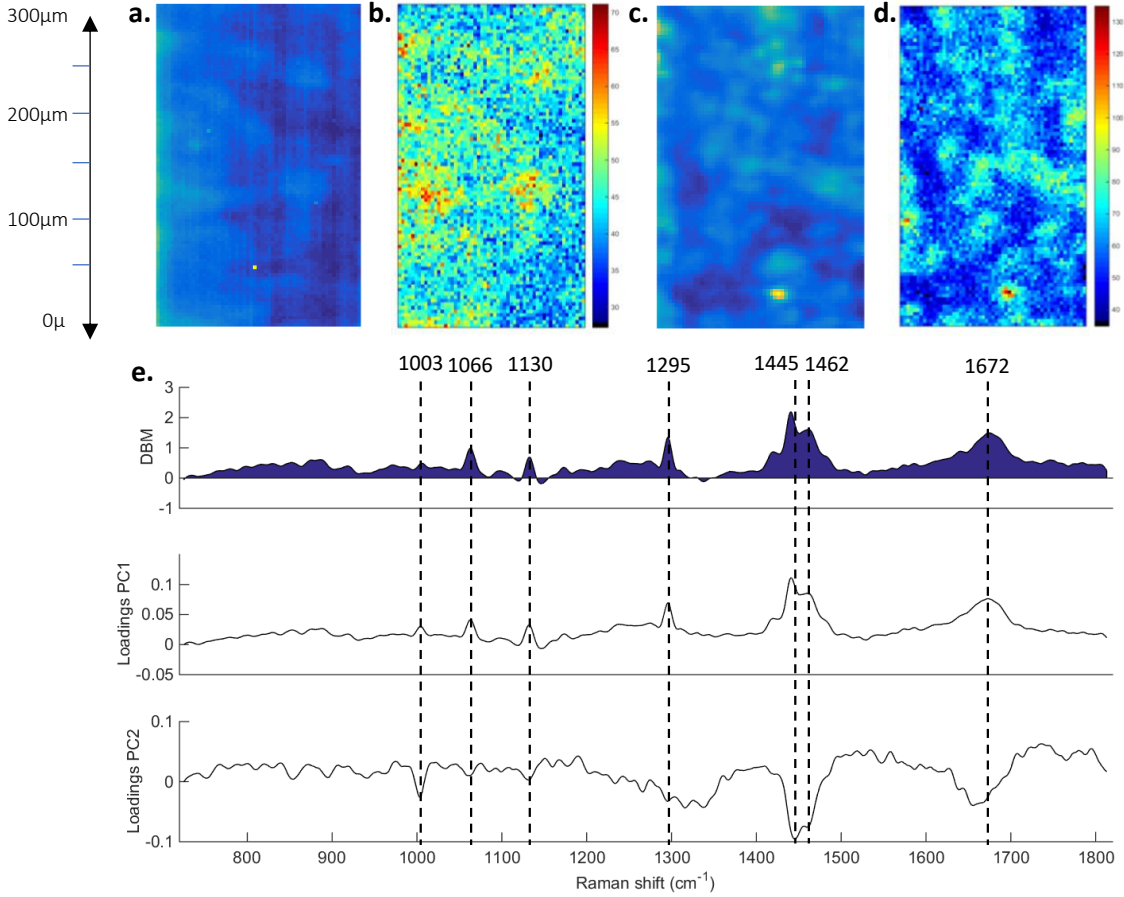 300μm
200μm
100μm
0μ
a.
b.
70
65
60
55
50
45
40
35
30
c.
d.
130
120
110
100
90
80
70
60
50
40
e.
1003 1066 1130 1295 1445 1462 1672
DBM
3
2
1
0
-1
Loadings PC1
0.1
0.05
0
-0.05
Loadings PC2
0.1
0
-0.1
800 900 1000 1100 1200 1300 1400 1500 1600 1700 1800
Raman shift (cm⁻¹)